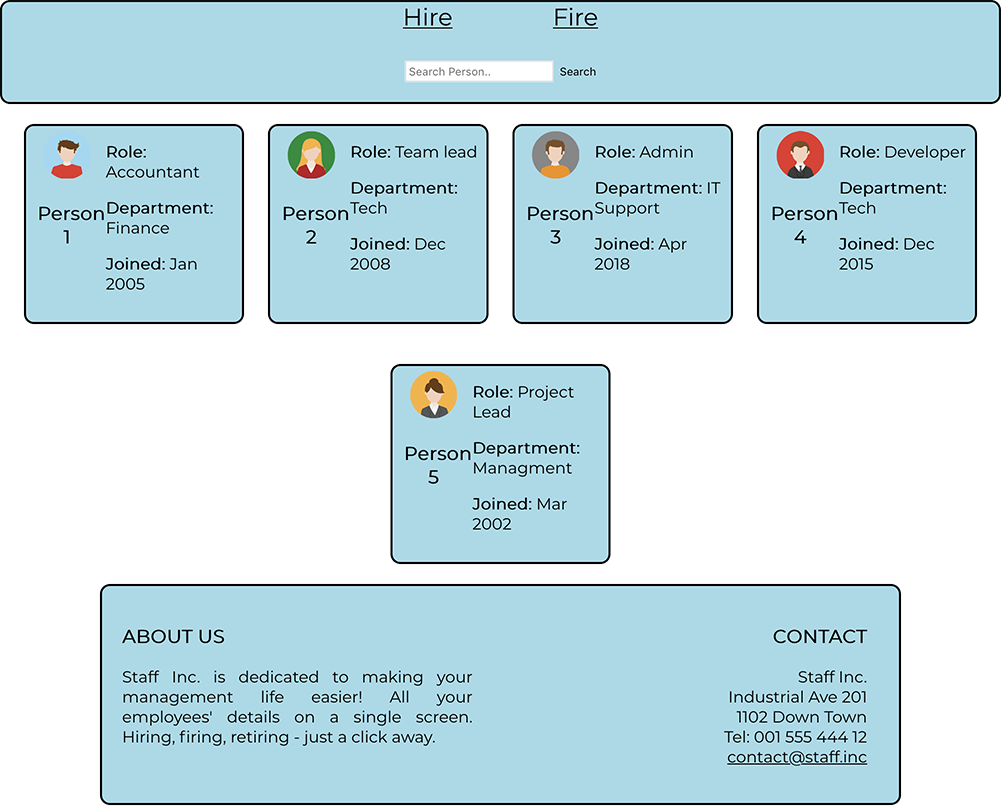 Hire
Fire
Search Person..
Search
Person
1
Role:
Accountant
Department:
Finance
Joined: Jan
2005
Person
2
Role: Team lead
Department:
Tech
Joined: Dec
2008
Person
3
Role: Admin
Department: IT
Support
Joined: Apr
2018
Person
4
Role: Developer
Department:
Tech
Joined: Dec
2015
Person
5
Role: Project
Lead
Department:
Managment
Joined: Mar
2002
ABOUT US
Staff Inc. is dedicated to making your
management life easier! All your
employees' details on a single screen.
Hiring, firing, retiring - just a click away.
CONTACT
Staff Inc.
Industrial Ave 201
1102 Down Town
Tel: 001 555 444 12
contact@staff.inc